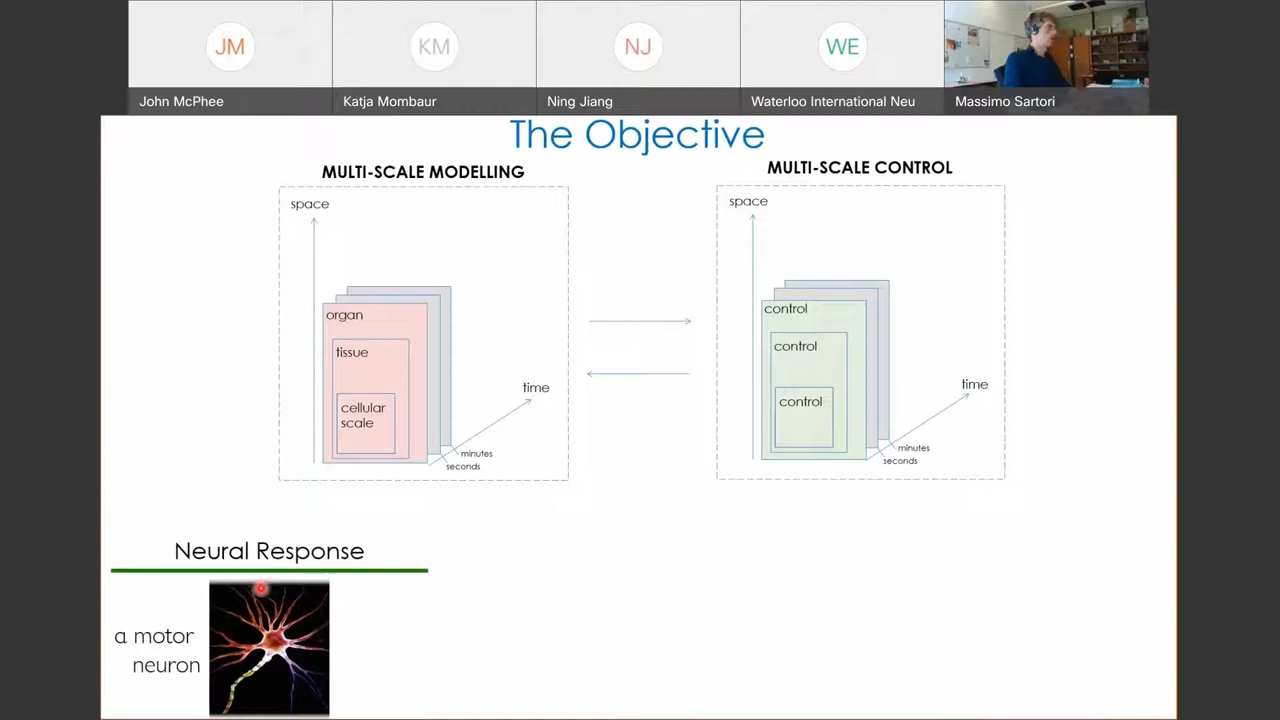 JM
KM
NJ
WE
John McPhee
Katja Mombaur
Ning Jiang
Waterloo International Neu
Massimo Sartori
The Objective
MULTI-SCALE MODELLING
space
organ
tissue
cellular
scale
time
minutes
seconds
MULTI-SCALE CONTROL
space
control
control
control
time
minutes
seconds
Neural Response
a motor
neuron